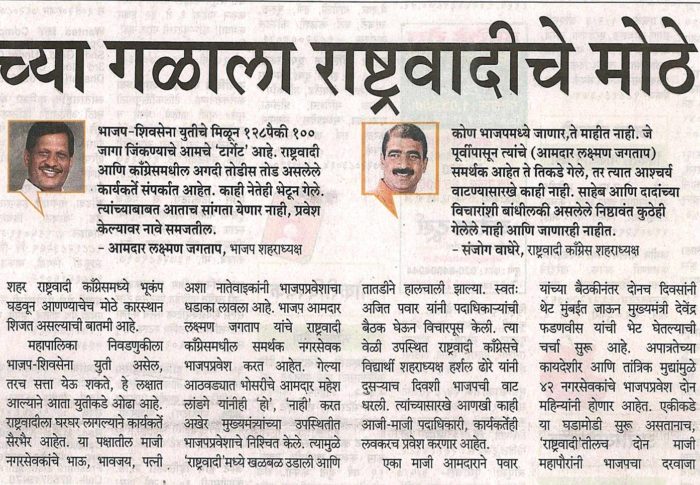 च्या गळाला राष्ट्रवादीचे मोठे
भाजप-शिवसेना युतीचे मिळून १२८पैकी १००
जागा जिंकण्याचे आमचे 'टार्गेट' आहे. राष्ट्रवादी
आणि काँग्रेसमधील अगदी तोडीस तोड असलेले
कार्यकर्ते संपर्कात आहेत. काही नेतेही भेटून गेले.
त्यांच्याबाबत आताच सांगता येणार नाही, प्रवेश
केल्यावर नावे समजतील.
- आमदार लक्ष्मण जगताप, भाजप शहराध्यक्ष
कोण भाजपमध्ये जाणार,ते माहीत नाही. जे
पूर्वीपासून त्यांचे (आमदार लक्ष्मण जगताप)
समर्थक आहेत ते तिकडे गेले, तर त्यात आश्चर्य
वाटण्यासारखे काही नाही. साहेब आणि दादांच्या
विचारांशी बांधीलकी असलेले निष्ठावंत कुठेही
गेलेले नाही आणि जाणारही नाहीत.
- संजोग वाघेरे, राष्ट्रवादी काँग्रेस शहराध्यक्ष
शहर राष्ट्रवादी काँग्रेसमध्ये भूकंप
घडवून आणण्याचेच मोठे कारस्थान
शिजत असल्याची बातमी आहे.
महापालिका निवडणुकीला
भाजप-शिवसेना युती असेल,
तरच सत्ता येऊ शकते, हे लक्षात
आल्याने आता युतीकडे ओढा आहे.
राष्ट्रवादीला घरघर लागल्याने कार्यकर्ते
सैरभैर आहेत. या पक्षातील माजी
नगरसेवकांचे भाऊ, भावजय, पत्नी
अशा नातेवाइकांनी भाजपप्रवेशाचा
धडाका लावला आहे. भाजप आमदार
लक्ष्मण जगताप यांचे राष्ट्रवादी
काँग्रेसमधील समर्थक नगरसेवक
भाजपप्रवेश करत आहेत. गेल्या
आठवड्यात भोसरीचे आमदार महेश
लांडगे यांनीही 'हो', 'नाही' करत
अखेर मुख्यमंत्र्यांच्या उपस्थितीत
भाजपप्रवेशाचे निश्चित केले. त्यामुळे
'राष्ट्रवादी'मध्ये खळबळ उडाली आणि
तातडीने हालचाली झाल्या. स्वतः
अजित पवार यांनी पदाधिकाऱ्यांची
बैठक घेऊन विचारपूस केली. त्या
वेळी उपस्थित राष्ट्रवादी काँग्रेसचे
विद्यार्थी शहराध्यक्ष हर्शल ढोरे यांनी
दुसऱ्याच दिवशी भाजपची वाट
धरली. त्यांच्यासारखे आणखी काही
आजी-माजी पदाधिकारी, कार्यकर्तेही
लवकरच प्रवेश करणार आहेत.
एका माजी आमदाराने पवार
यांच्या बैठकीनंतर दोनच दिवसांनी
थेट मुंबईत जाऊन मुख्यमंत्री देवेंद्र
फडणवीस यांची भेट घेतल्याची
चर्चा सुरू आहे. अपात्रतेच्या
कायदेशीर आणि तांत्रिक मुद्यांमुळे
४२ नगरसेवकांचे भाजपप्रवेश दोन
महिन्यांनी होणार आहेत. एकीकडे
या घडामोडी सुरू असतानाच,
'राष्ट्रवादी'तीलच दोन माजी
महापौरांनी भाजपचा दरवाजा